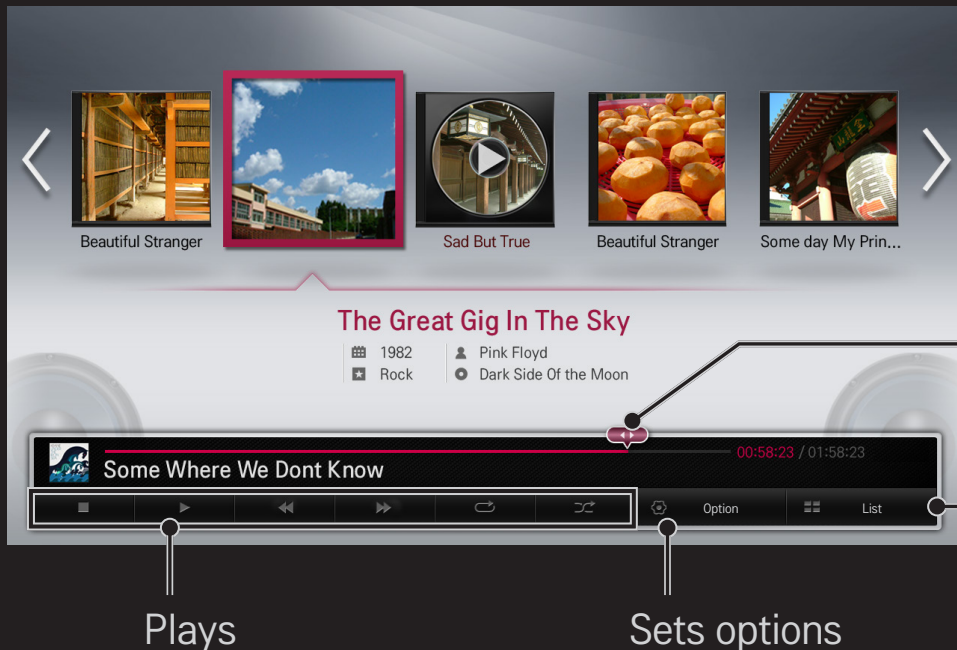 Beautiful Stranger
Sad But True
Beautiful Stranger
Some day My Prin...
The Great Gig In The Sky
1982
Pink Floyd
Rock
Dark Side Of the Moon
00:58:23 / 01:58:23
Some Where We Dont Know
Option
List
Plays
Sets options